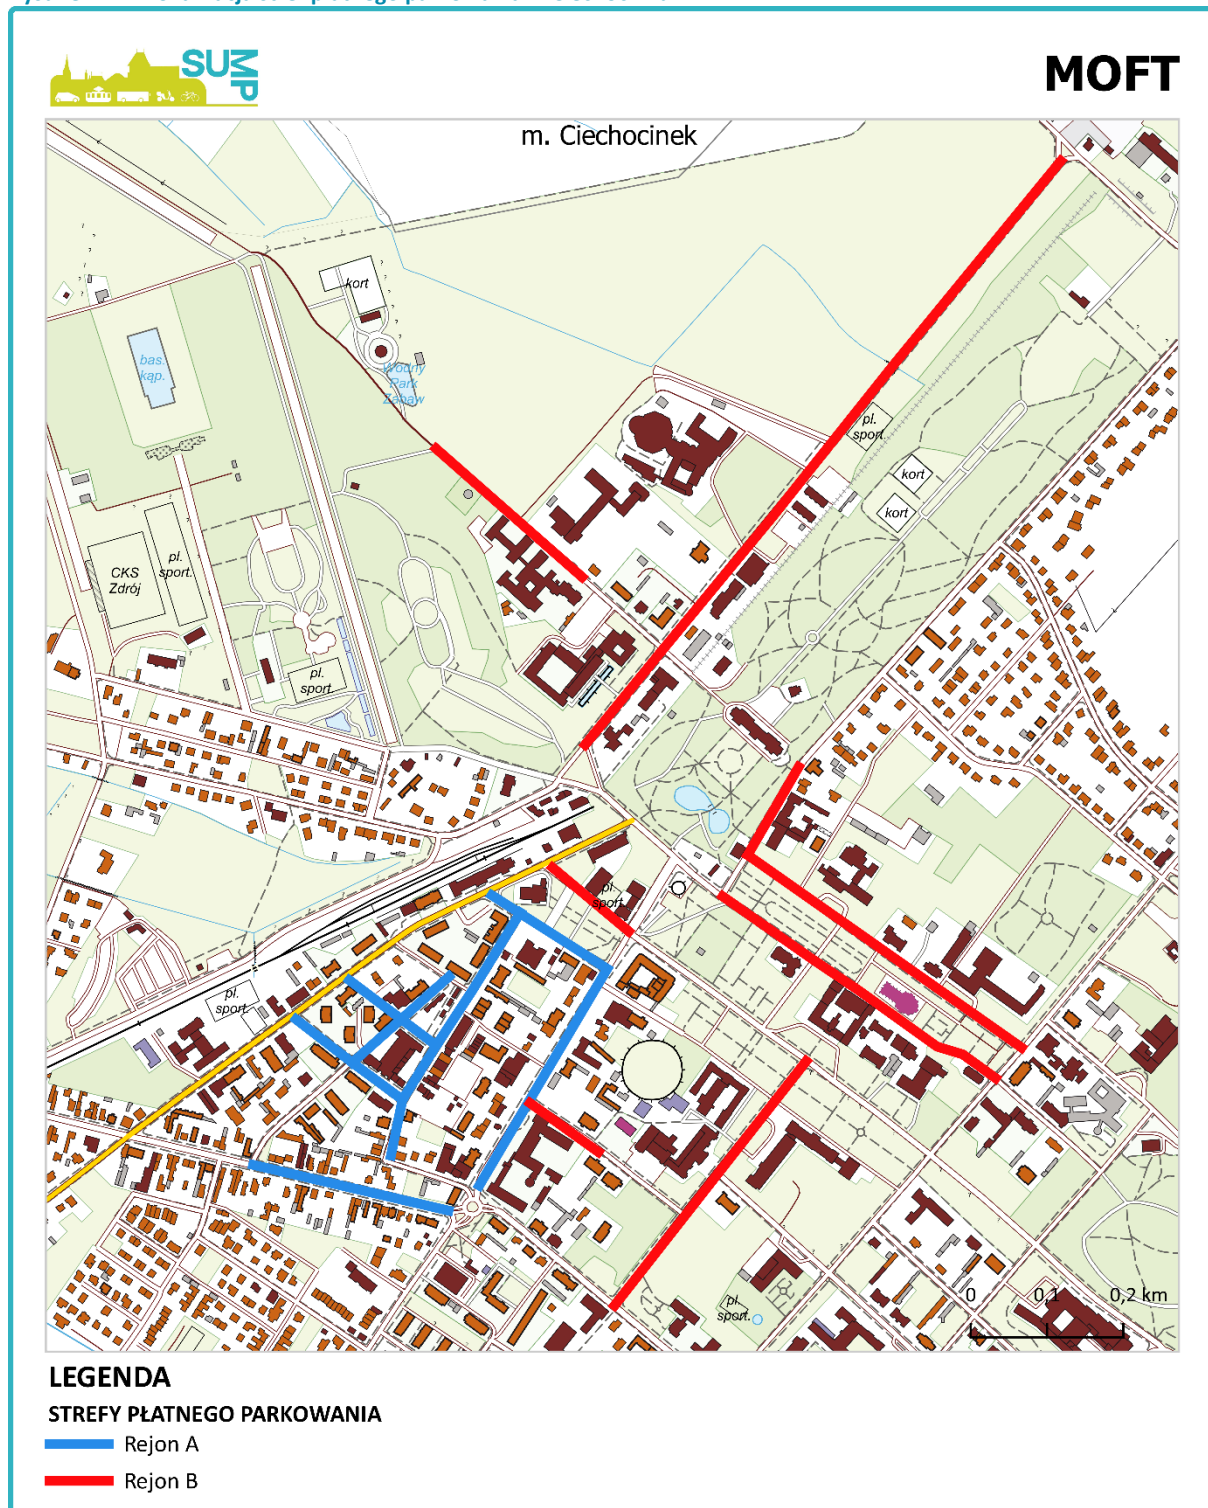 SUMP
MOFT
m. Ciechocinek
kort
bas.
kąp.
Wodny
Park
Zabaw
pl.
sport.
kort
kort
CKS
Zdrój
pl.
sport.
pl.
sport.
pl.
sport.
pl.
sport.
pl.
sport.
0 0,1 0,2 km
LEGENDA
STREFY PŁATNEGO PARKOWANIA
Rejon A
Rejon B